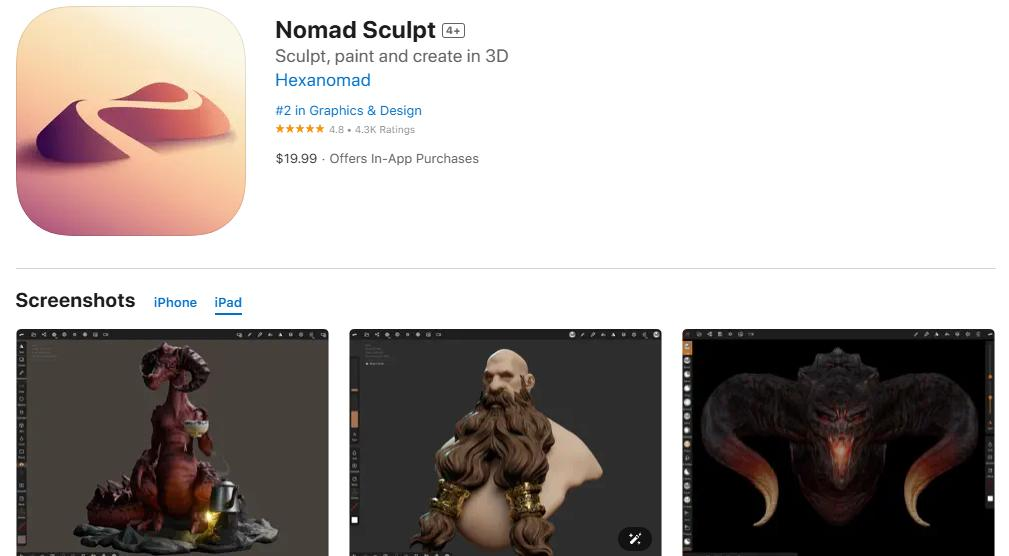 Nomad Sculpt 4+
Sculpt, paint and create in 3D
Hexanomad
#2 in Graphics & Design
★★★★★ 4.8 • 4.3K Ratings
$19.99 · Offers In-App Purchases
Screenshots iPhone iPad